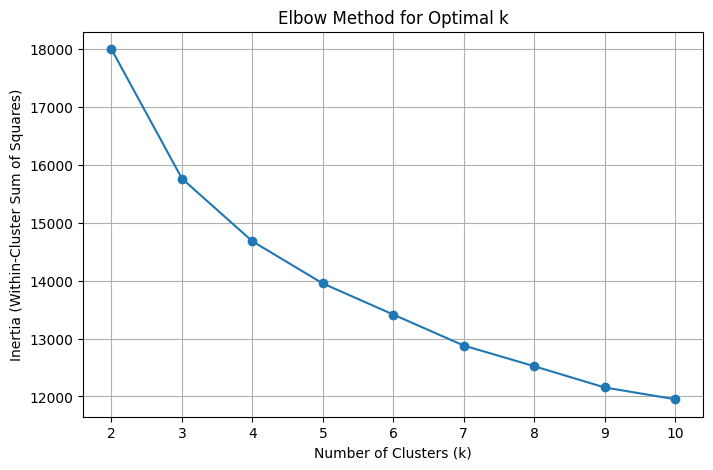 Elbow Method for Optimal k
Inertia (Within-Cluster Sum of Squares)
18000
17000
16000
15000
14000
13000
12000
2 3 4 5 6 7 8 9 10
Number of Clusters (k)